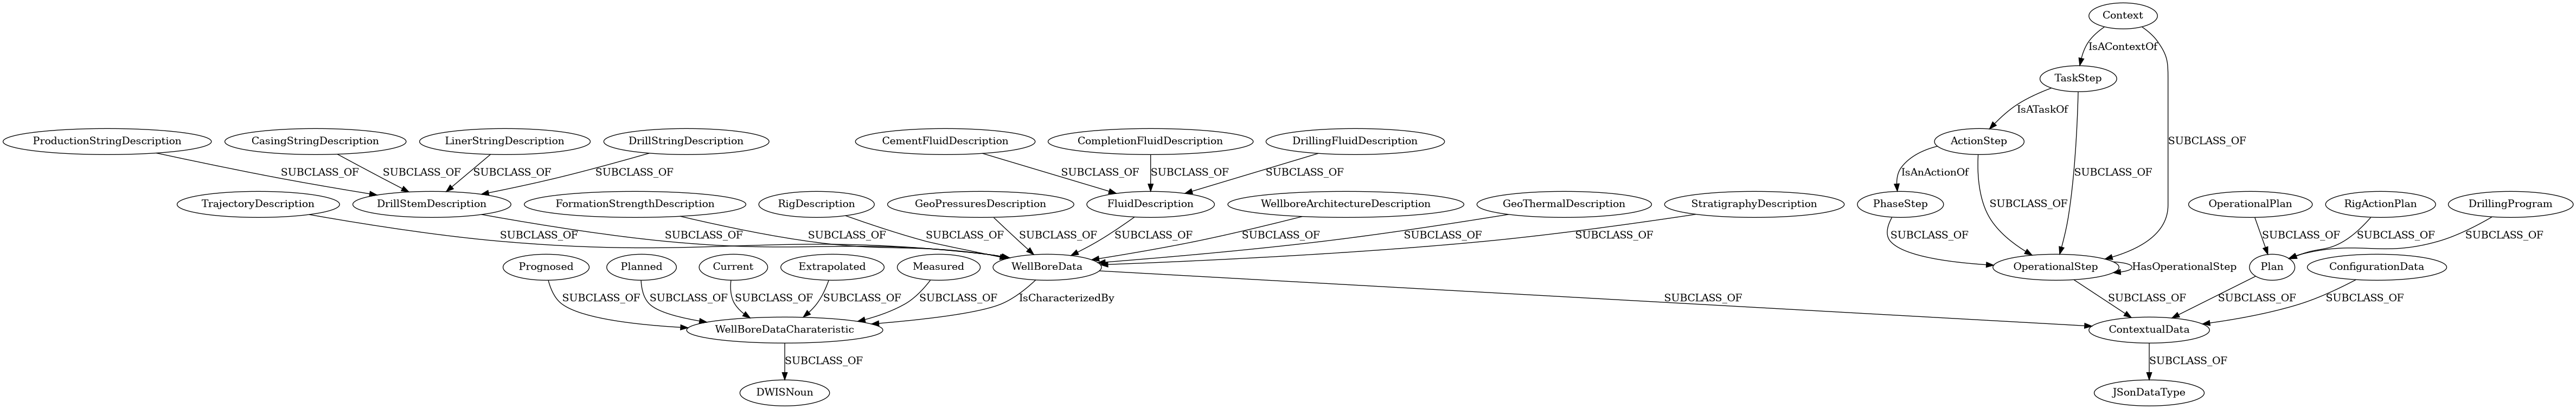 Context
IsAContextOf
TaskStep
IsATaskOf
SUBCLASS_OF
ProductionStringDescription
CasingStringDescription
LinerStringDescription
DrillStringDescription
CementFluidDescription
CompletionFluidDescription
DrillingFluidDescription
ActionStep
SUBCLASS_OF
SUBCLASS_OF
SUBCLASS_OF
SUBCLASS_OF
SUBCLASS_OF
SUBCLASS_OF
SUBCLASS_OF
IsAnActionOf
SUBCLASS_OF
TrajectoryDescription
DrillStemDescription
FormationStrengthDescription
RigDescription
GeoPressuresDescription
FluidDescription
WellboreArchitectureDescription
GeoThermalDescription
StratigraphyDescription
PhaseStep
SUBCLASS_OF
OperationalPlan
RigActionPlan
DrillingProgram
SUBCLASS_OF
SUBCLASS_OF
SUBCLASS_OF
SUBCLASS_OF
SUBCLASS_OF
SUBCLASS_OF
SUBCLASS_OF
SUBCLASS_OF
SUBCLASS_OF
SUBCLASS_OF
SUBCLASS_OF
SUBCLASS_OF
SUBCLASS_OF
Prognosed
Planned
Current
Extrapolated
Measured
WellBoreData
OperationalStep
HasOperationalStep
Plan
ConfigurationData
SUBCLASS_OF
SUBCLASS_OF
SUBCLASS_OF
SUBCLASS_OF
SUBCLASS_OF
IsCharacterizedBy
SUBCLASS_OF
SUBCLASS_OF
SUBCLASS_OF
SUBCLASS_OF
WellBoreDataCharateristic
ContextualData
SUBCLASS_OF
SUBCLASS_OF
DWISNoun
JSonDataType